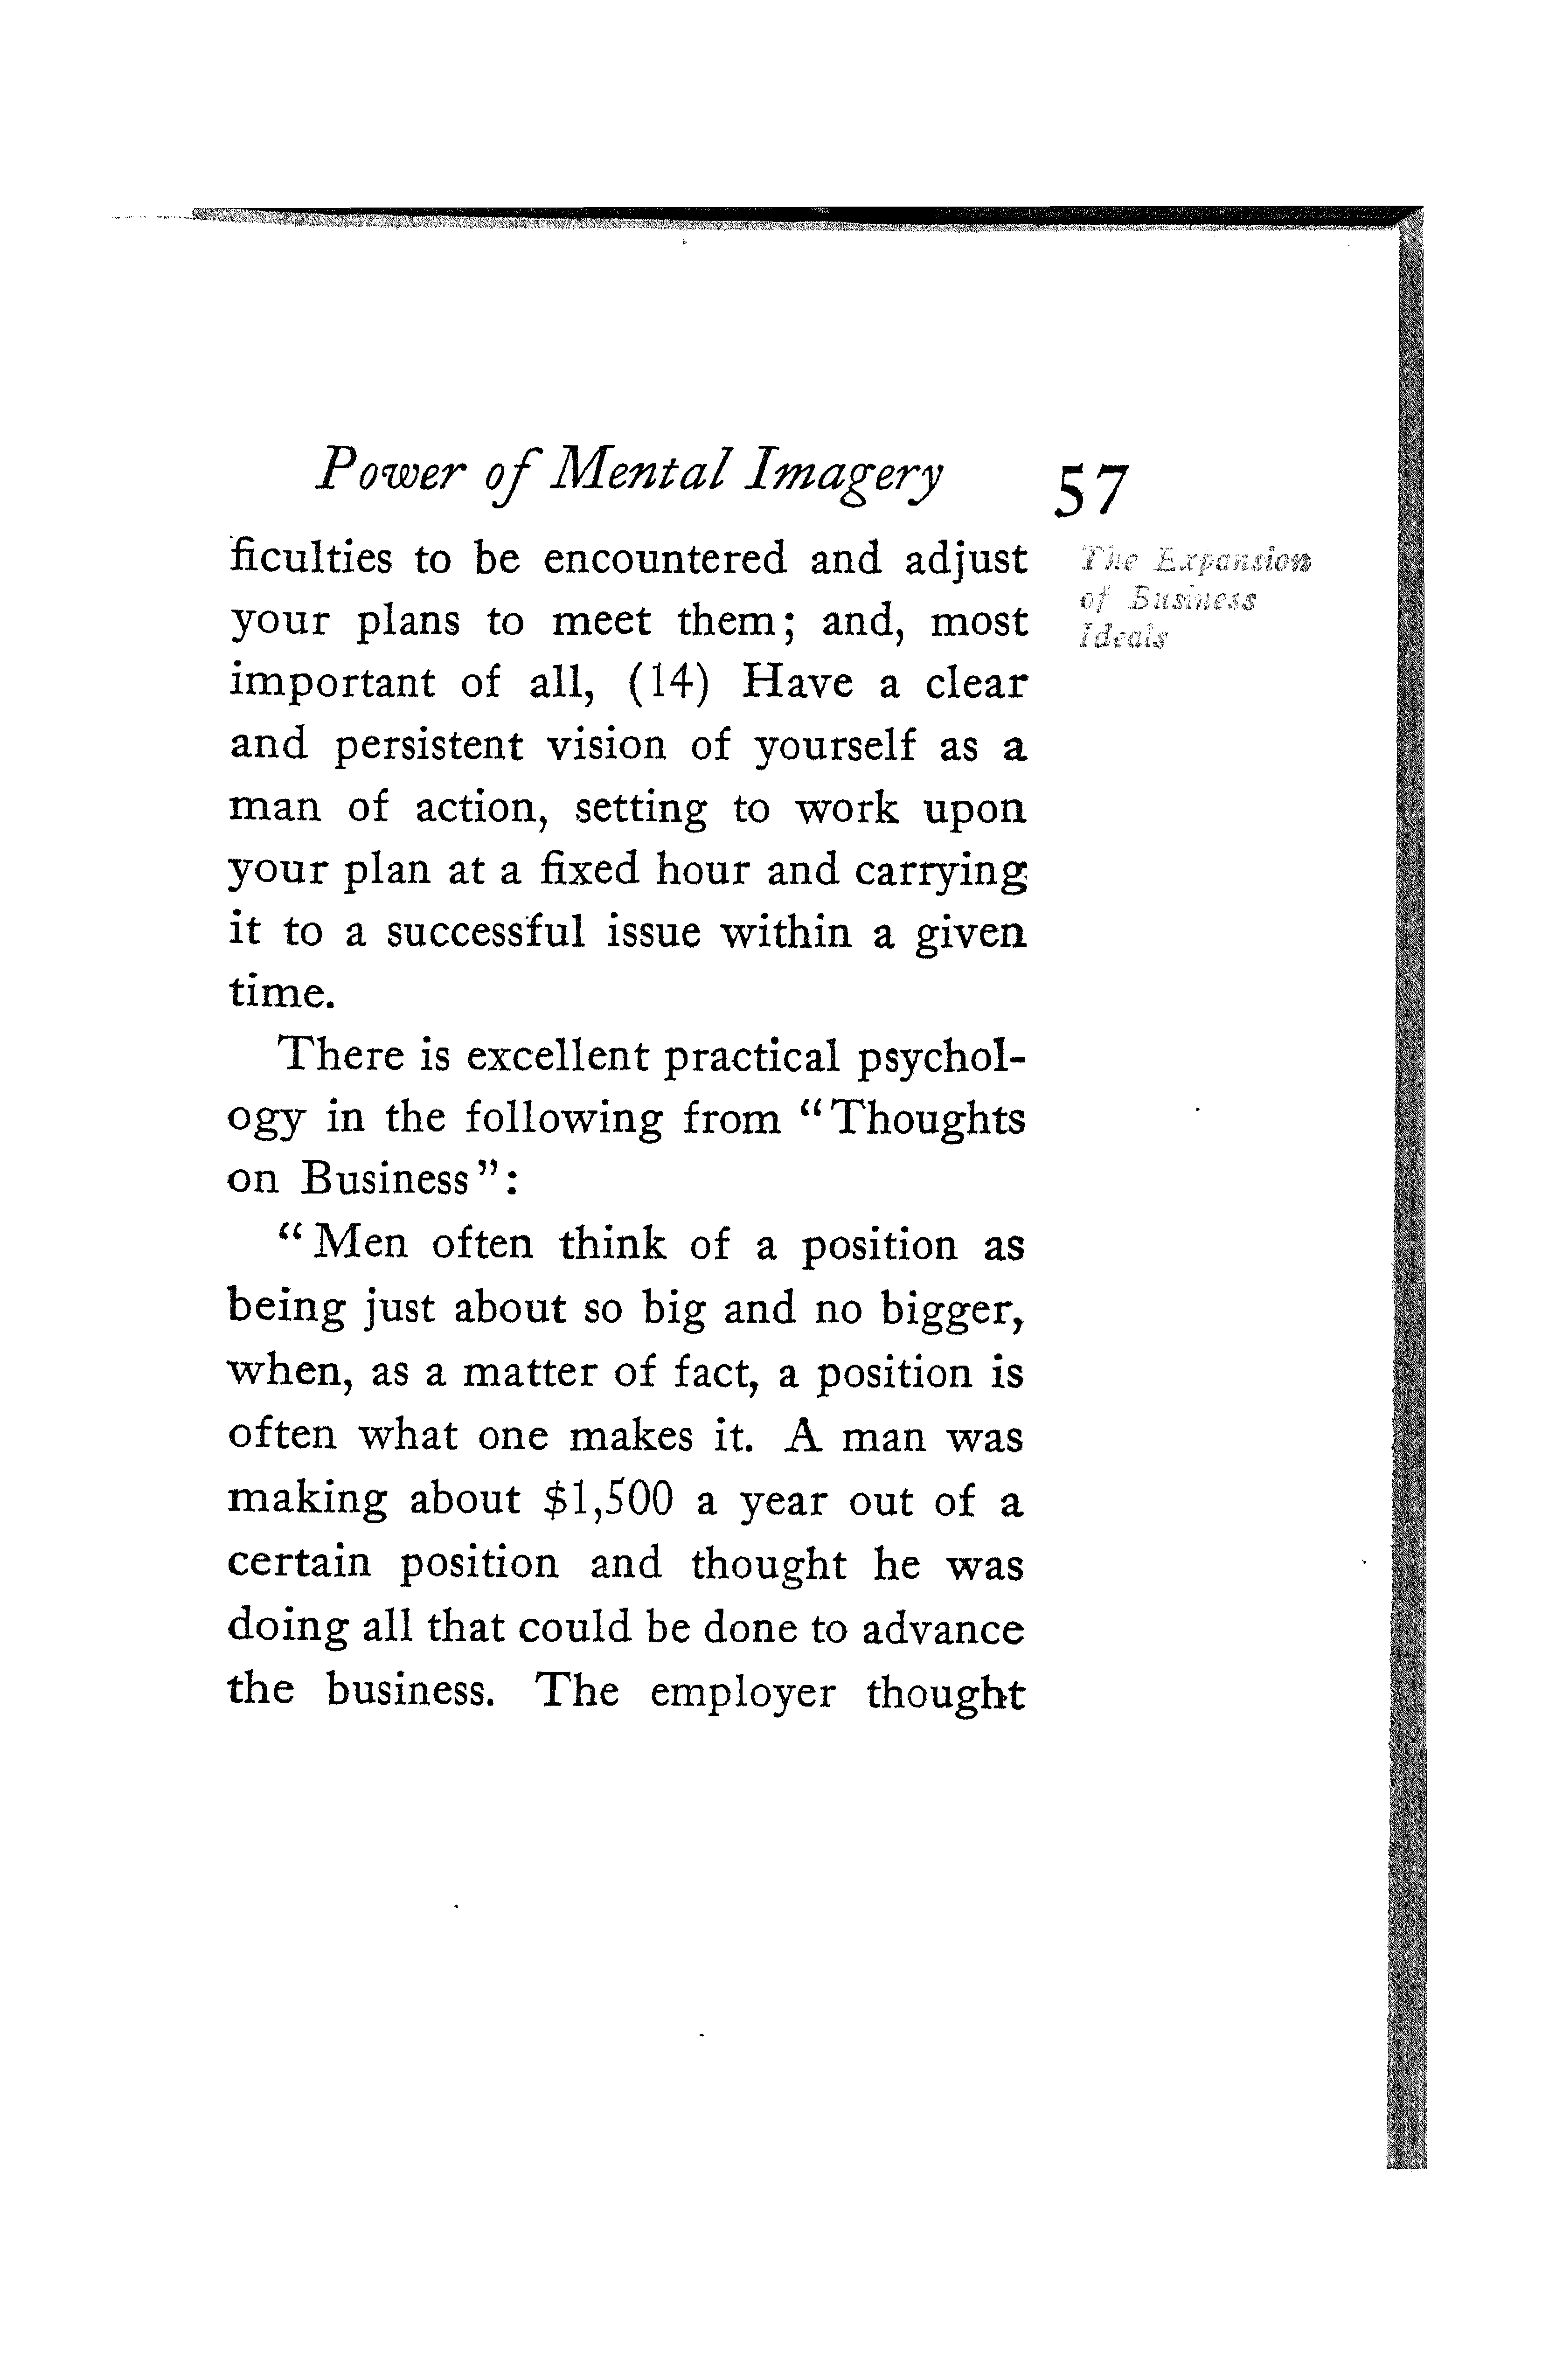 Power of Mental Imagery 57
The Expansion
of Business
Ideals
ficulties to be encountered and adjust
your plans to meet them; and, most
important of all, (14) Have a clear
and persistent vision of yourself as a
man of action, setting to work upon
your plan at a fixed hour and carrying
it to a successful issue within a given
time.
There is excellent practical psychol-
ogy in the following from “Thoughts
on Business”:
“Men often think of a position as
being just about so big and no bigger,
when, as a matter of fact, a position is
often what one makes it. A man was
making about $1,500 a year out of a
certain position and thought he was
doing all that could be done to advance
the business. The employer thought